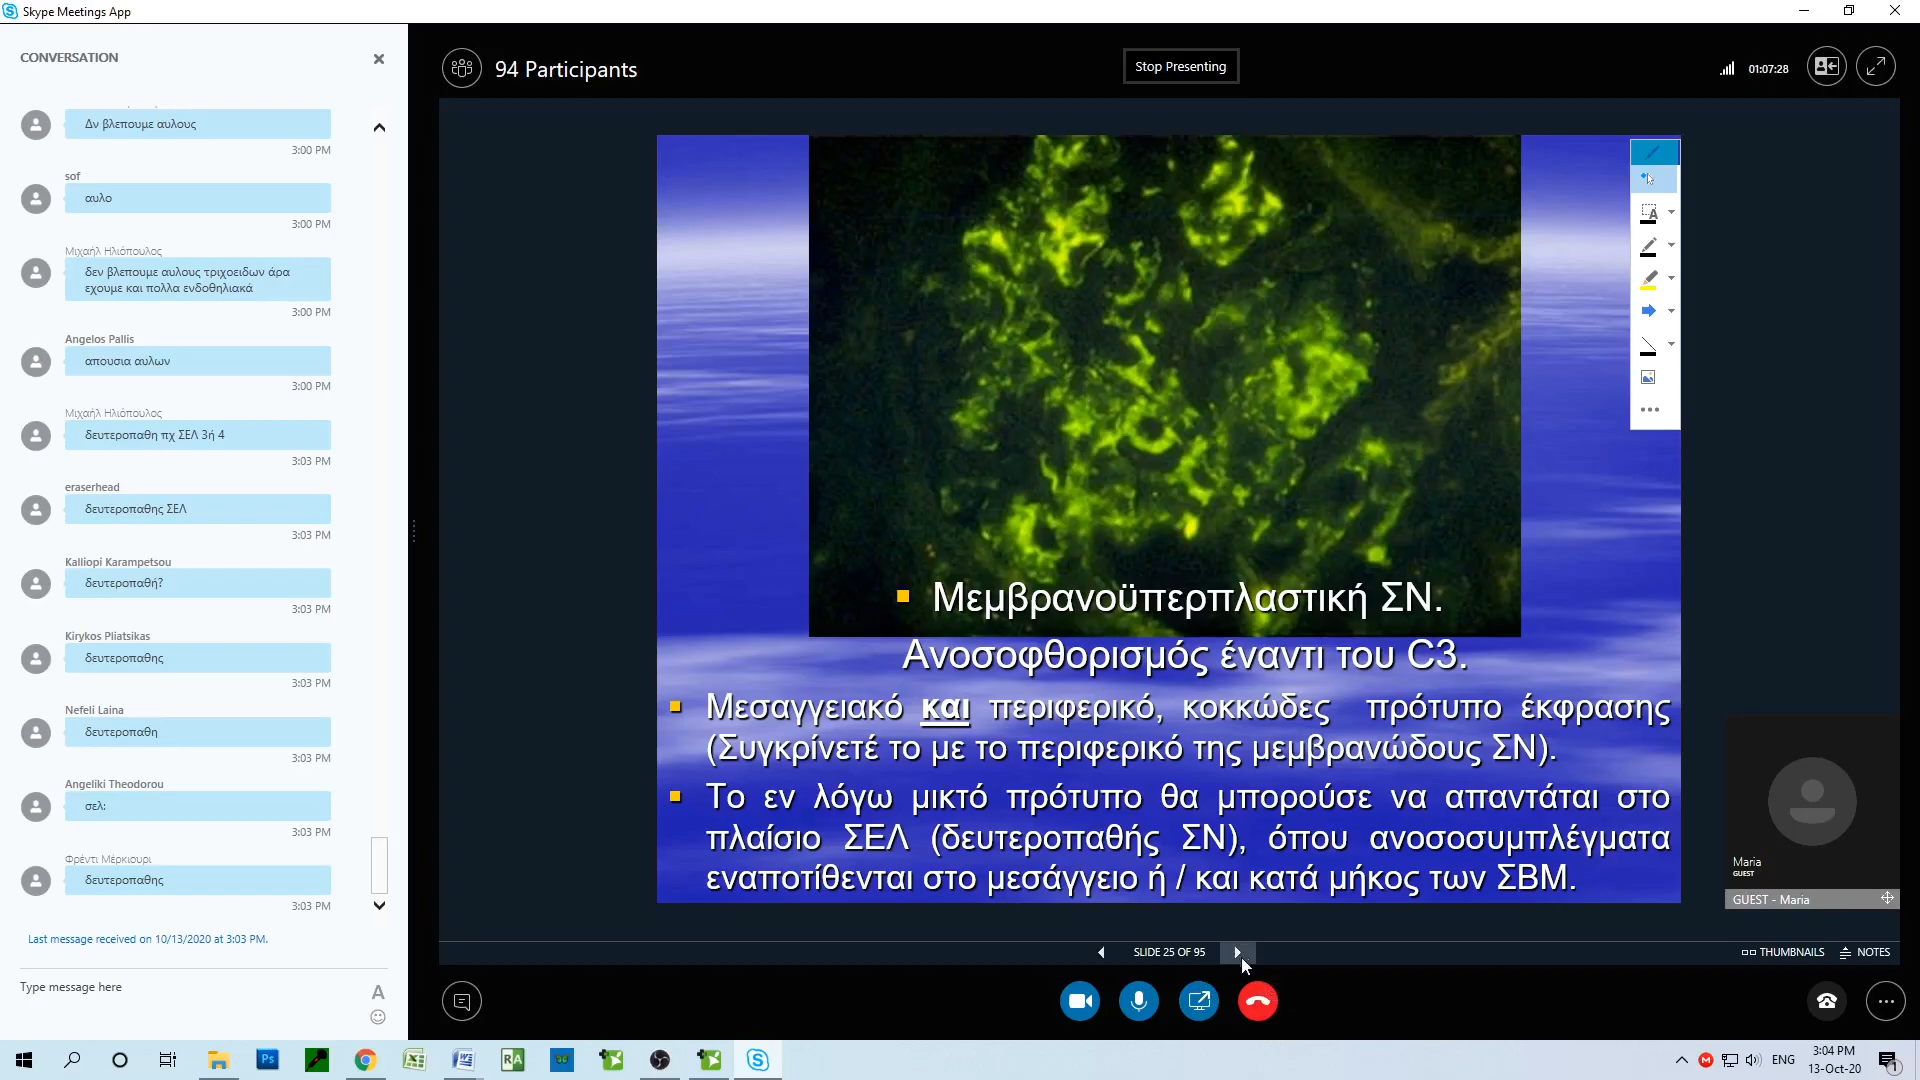 Skype Meetings App
CONVERSATION
Δν βλεπουμε αυλους
3:00 PM
sof
αυλο
3:00 PM
Μιχαήλ Ηλιόπουλος
δεν βλεπουμε αυλους τριχοειδων άρα
εχουμε και πολλα ενδοθηλιακά
3:00 PM
Angelos Pallis
απουσια αυλων
3:00 PM
Μιχαήλ Ηλιόπουλος
δευτεροπαθη πχ ΣΕΛ 3ή 4
3:03 PM
eraserhead
δευτεροπαθης ΣΕΛ
3:03 PM
Kalliopi Karampetsou
δευτεροπαθή?
3:03 PM
Kirykos Pliatsikas
δευτεροπαθης
3:03 PM
Nefeli Laina
δευτεροπαθη
3:03 PM
Angeliki Theodorou
σελ:
3:03 PM
Φρέντι Μέρκιουρι
δευτεροπαθης
3:03 PM
Last message received on 10/13/2020 at 3:03 PM.
Type message here
A
94 Participants
Stop Presenting
01:07:28
A
Μεμβρανοϋπερπλαστική ΣΝ.
Ανοσοφθορισμός έναντι του C3.
Μεσαγγειακό και περιφερικό, κοκκώδες πρότυπο έκφρασης
(Συγκρίνετέ το με το περιφερικό της μεμβρανώδους ΣΝ).
Το εν λόγω μικτό πρότυπο θα μπορούσε να απαντάται στο
πλαίσιο ΣΕΛ (δευτεροπαθής ΣΝ), όπου ανοσοσυμπλέγματα
εναποτίθενται στο μεσάγγειο ή / και κατά μήκος των ΣΒΜ.
Maria
GUEST
GUEST - Maria
SLIDE 25 OF 95
THUMBNAILS
NOTES
Ps
RA
ENG
3:04 PM
13-Oct-20
1